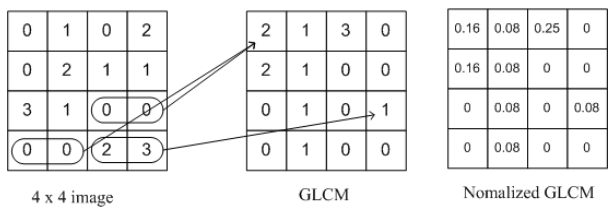 0 1 0 2 2 1 3 0 0.16 0.08 0.25 0
0 2 1 1 2 1 0 0 0.16 0.08 0 0
3 1 0 0 0 1 0 1 0 0.08 0 0.08
0 0 2 3 0 1 0 0 0 0.08 0 0
4 x 4 image GLCM Nomalized GLCM